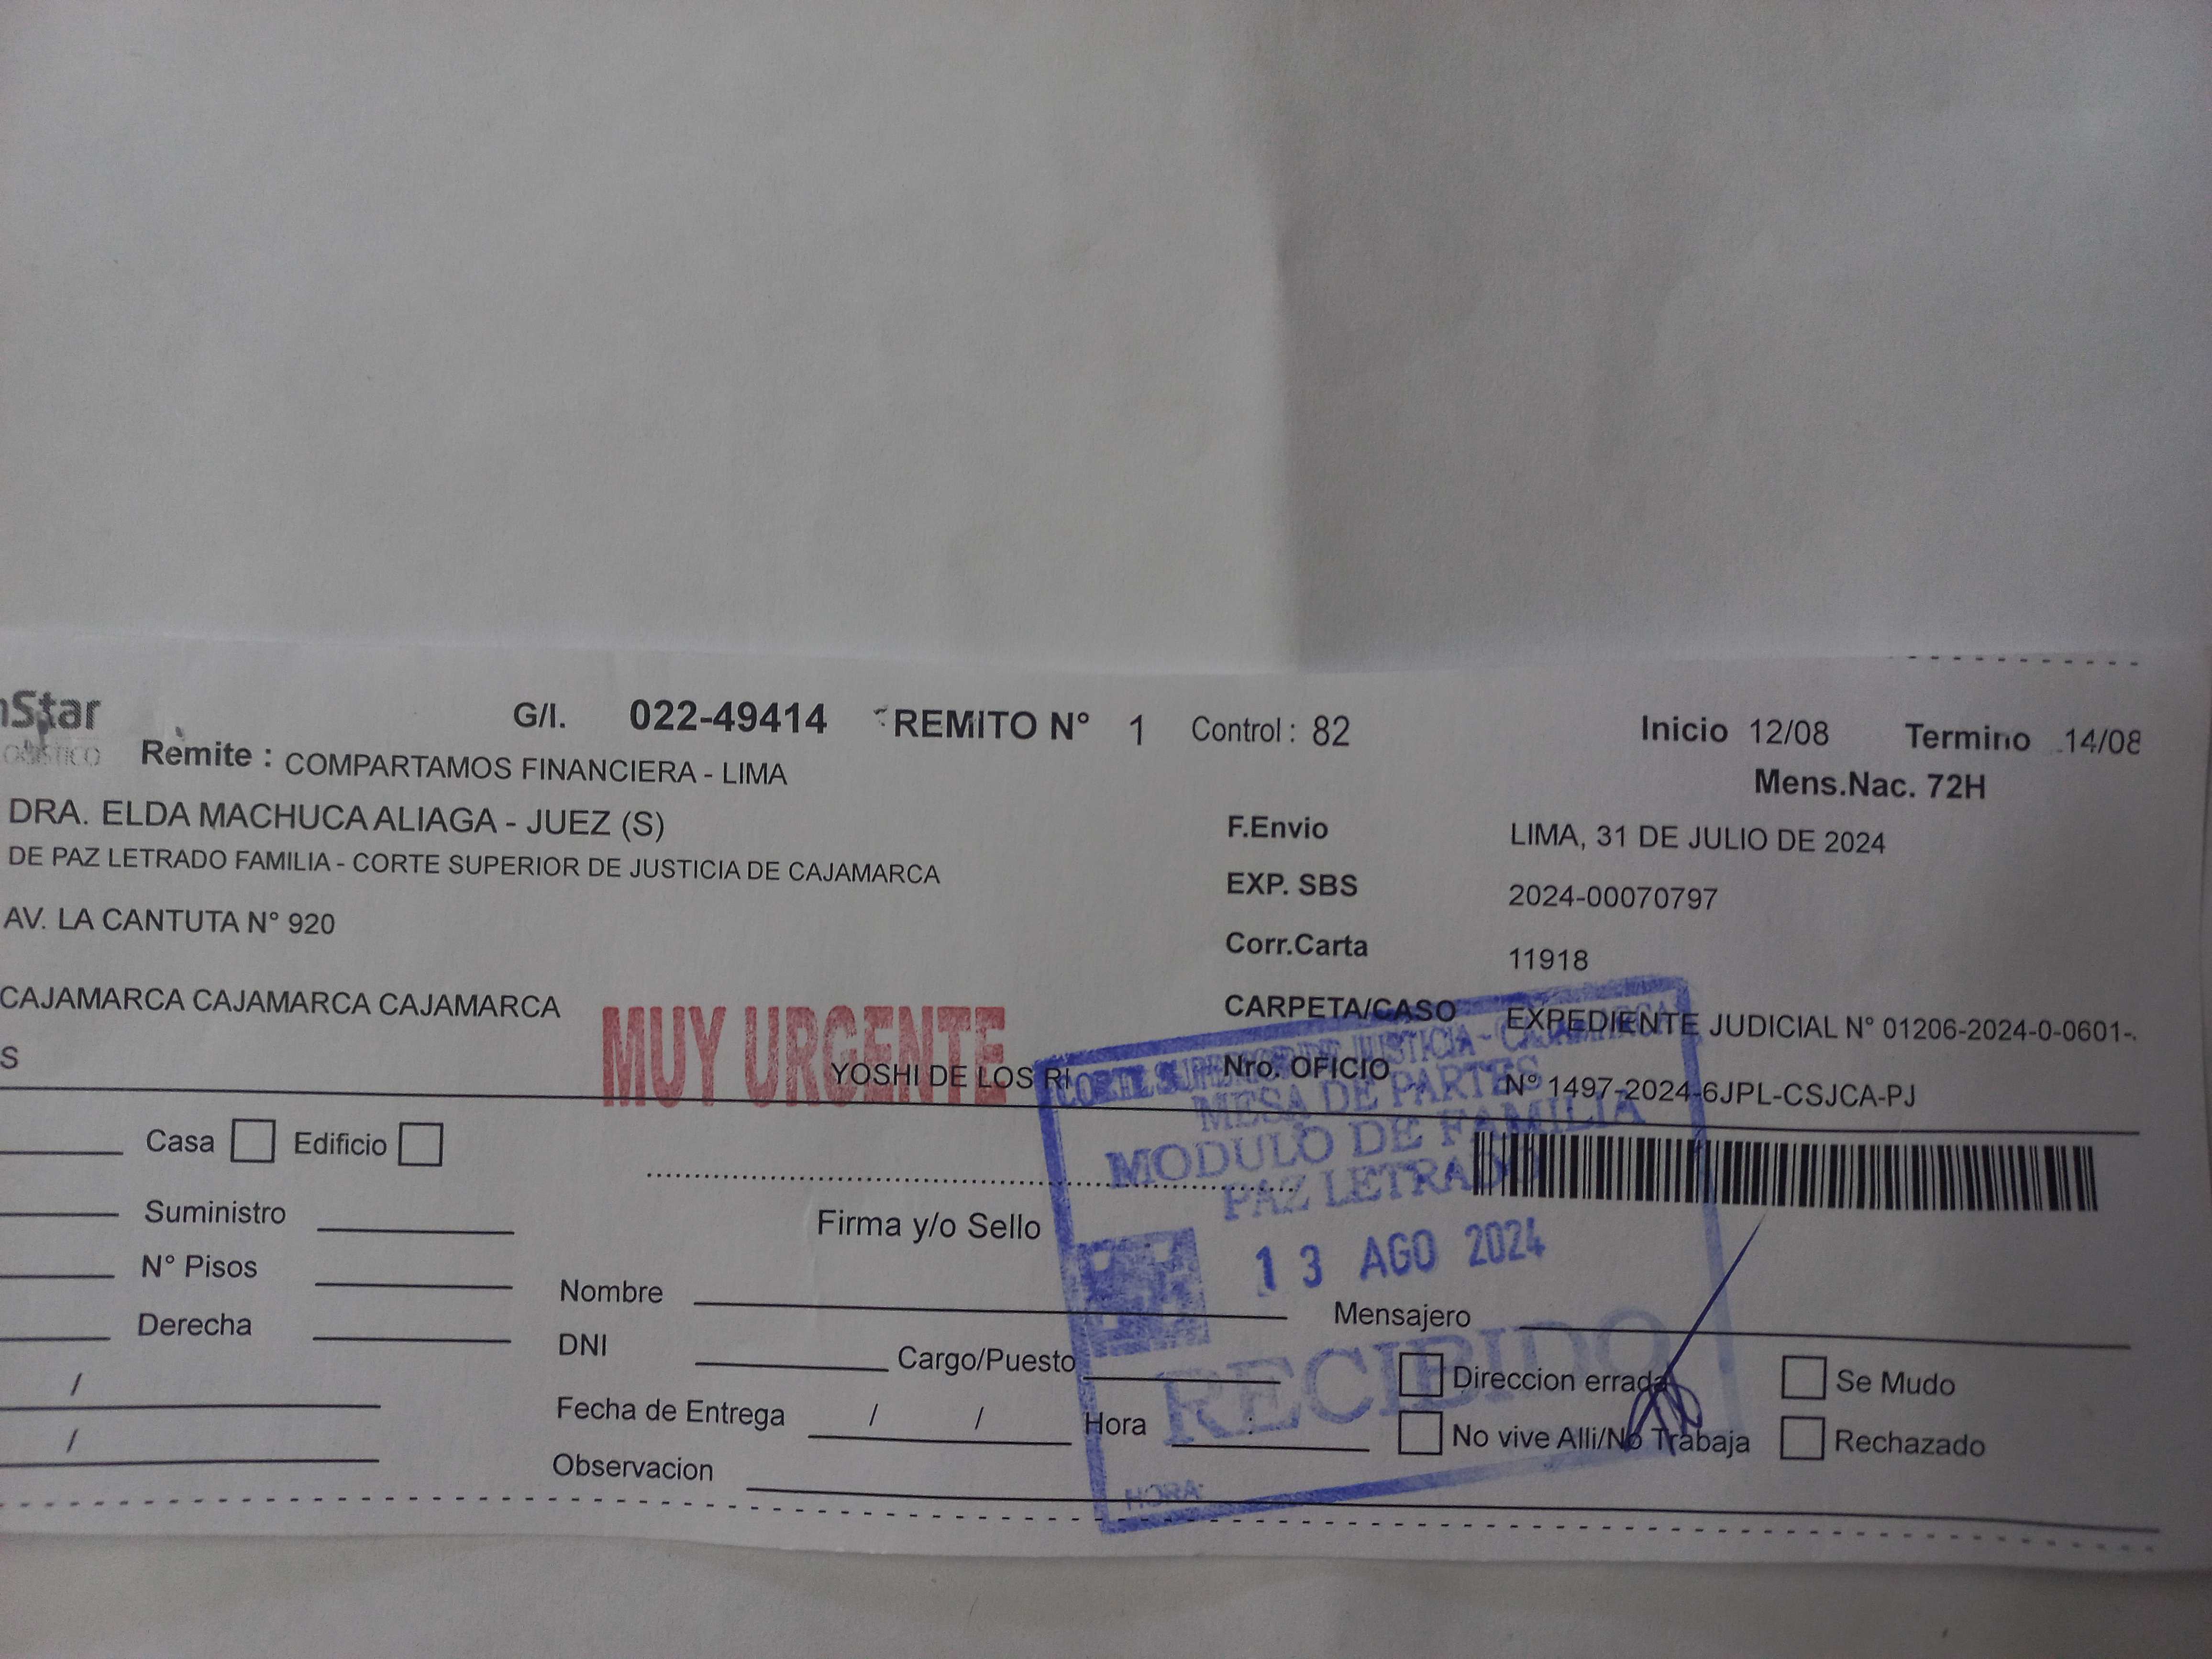 Star
G/I. 022-49414 REMITO N° 1 Control : 82 Inicio 12/08 Termino 14/08
Remite : COMPARTAMOS FINANCIERA - LIMA
Mens.Nac. 72H
DRA. ELDA MACHUCA ALIAGA - JUEZ (S)
F.Envio LIMA, 31 DE JULIO DE 2024
DE PAZ LETRADO FAMILIA - CORTE SUPERIOR DE JUSTICIA DE CAJAMARCA
EXP. SBS 2024-00070797
AV. LA CANTUTA N° 920
Corr.Carta 11918
CAJAMARCA CAJAMARCA CAJAMARCA
MUY URGENTE
CARPETA/CASO EXPEDIENTE JUDICIAL N° 01206-2024-0-0601-.
S
YOSHI DE LOS RI
Nro. OFICIO N° 1497-2024-6JPL-CSJCA-PJ
CORTE SUPERIOR DE JUSTICIA - CAJAMARCA
MESA DE PARTES
MODULO DE FAMILIA
PAZ LETRADO
13 AGO 2024
RECIBIDO
HORA:
Casa Edificio
Suministro
Firma y/o Sello
N° Pisos
Nombre
Mensajero
Derecha
DNI Cargo/Puesto
Direccion errada Se Mudo
/
Fecha de Entrega / / Hora :
No vive Alli/No Trabaja Rechazado
/
Observacion